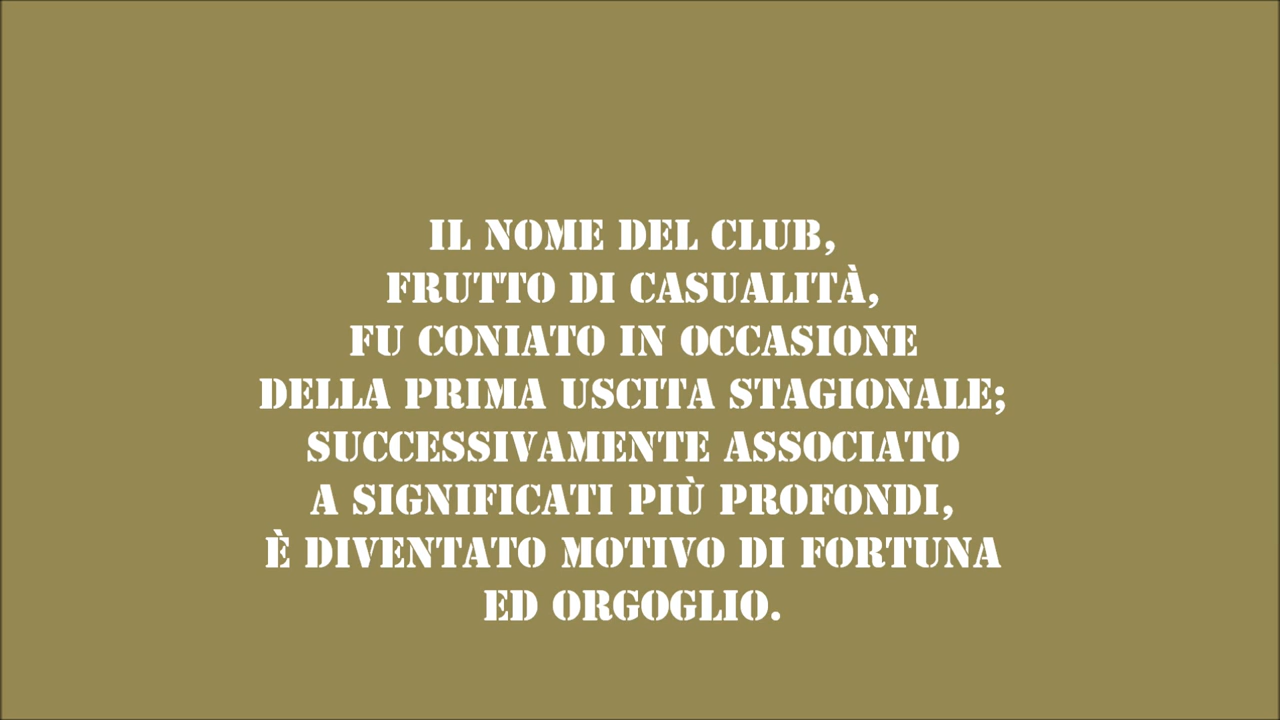 IL NOME DEL CLUB,
FRUTTO DI CASUALITÀ,
FU CONIATO IN OCCASIONE
DELLA PRIMA USCITA STAGIONALE;
SUCCESSIVAMENTE ASSOCIATO
A SIGNIFICATI PIÙ PROFONDI,
È DIVENTATO MOTIVO DI FORTUNA
ED ORGOGLIO.